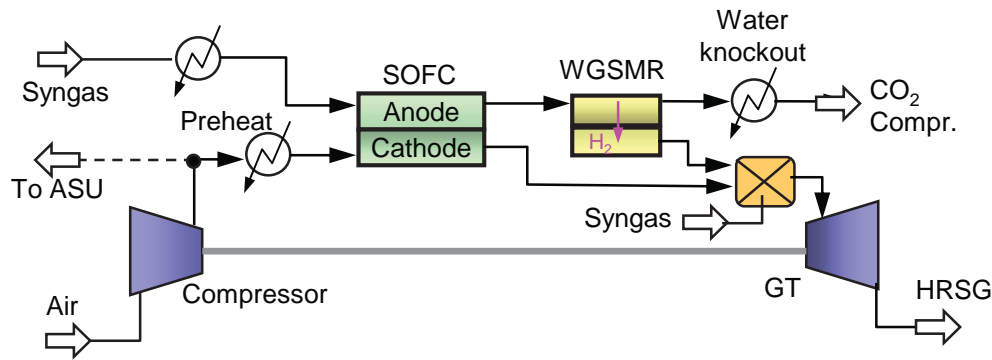 Water
knockout
SOFC
WGSMR
Syngas
Anode
CO2
Compr.
Preheat
Cathode
H2
To ASU
Syngas
Compressor
GT
Air
HRSG